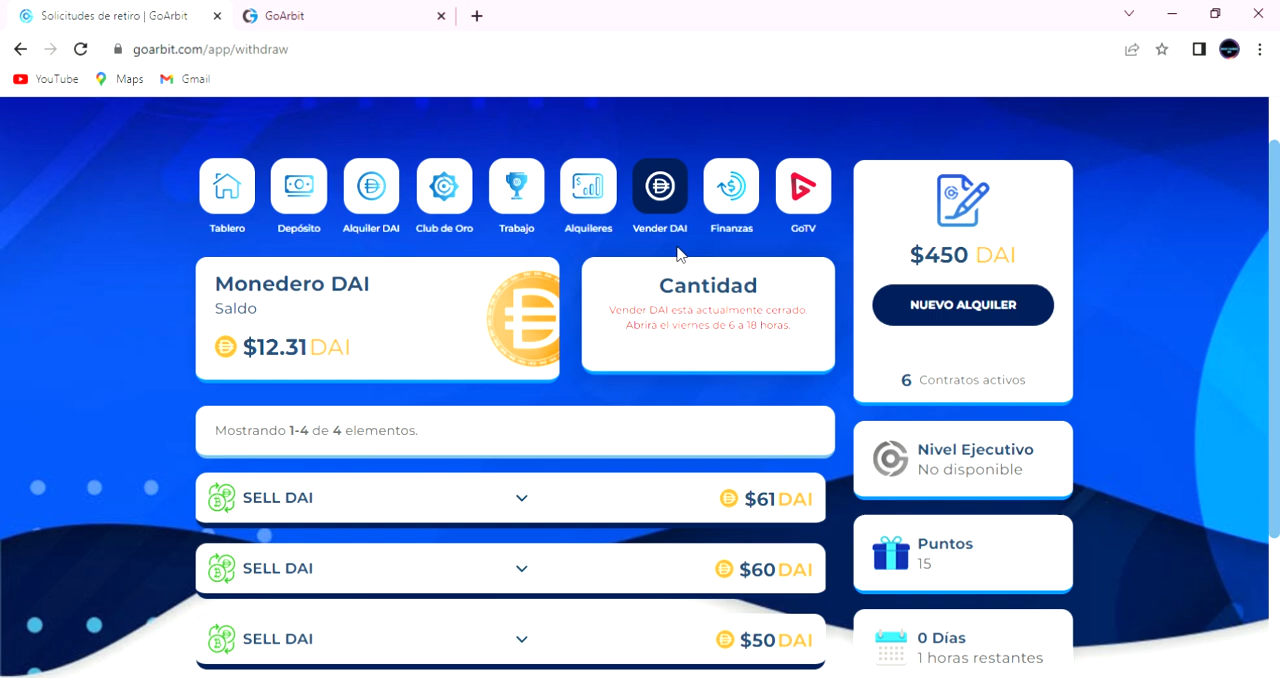 Solicitudes de retiro | GoArbit
GoArbit
goarbit.com/app/withdraw
YouTube
Maps
Gmail
Tablero
Depósito
Alquiler DAI
Club de Oro
Trabajo
Alquileres
Vender DAI
Finanzas
GoTV
Monedero DAI
Saldo
$12.31 DAI
Cantidad
Vender DAI está actualmente cerrado.
Abrirá el viernes de 6 a 18 horas.
$450 DAI
NUEVO ALQUILER
6 Contratos activos
Mostrando 1-4 de 4 elementos.
Nivel Ejecutivo
No disponible
SELL DAI $61 DAI
Puntos
15
SELL DAI $60 DAI
SELL DAI $50 DAI
0 Días
1 horas restantes